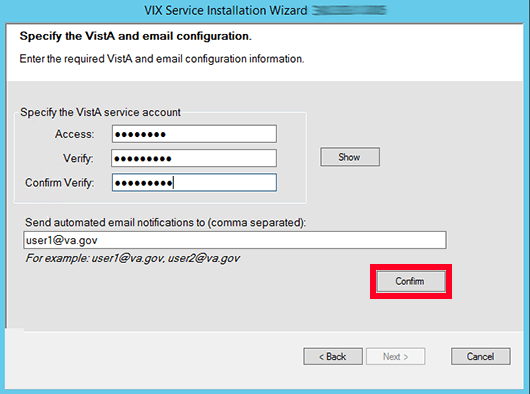 VIX Service Installation Wizard
Specify the VistA and email configuration.
Enter the required VistA and email configuration information.
Specify the VistA service account
Access: ●●●●●●●●
Verify: ●●●●●●●●● Show
Confirm Verify: ●●●●●●●●●
Send automated email notifications to (comma separated):
user1@va.gov
For example: user1@va.gov, user2@va.gov
Confirm
< Back Next > Cancel